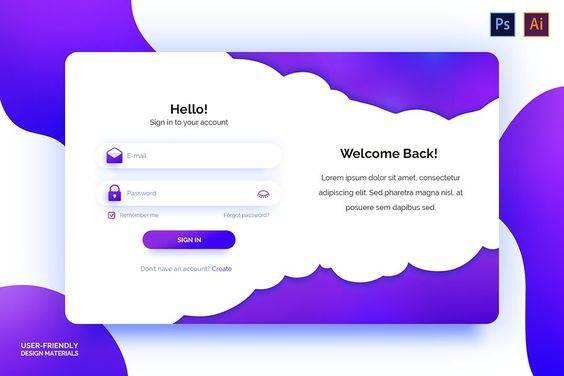 Ps Ai
Hello!
Sign in to your account
E-mail
Password
Remember me Forgot password?
SIGN IN
Don't have an account? Create
Welcome Back!
Lorem ipsum dolor sit amet, consectetur
adipiscing elit. Sed pharetra magna nisl, at
posuere sem dapibus sed.
USER-FRIENDLY
DESIGN MATERIALS